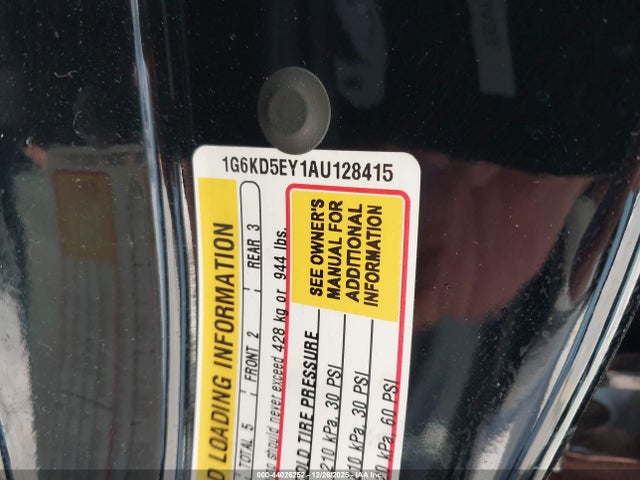 1G6KD5EY1AU128415
LOADING INFORMATION
TOTAL 5 FRONT 2 REAR 3
should never exceed 428 kg or 944 lbs.
SEE OWNER'S
MANUAL FOR
ADDITIONAL
INFORMATION
TIRE PRESSURE
210 kPa, 30 PSI
kPa, 30 PSI
kPa, 60 PSI
000-44028252 - 12/26/2025 - IAA Inc.